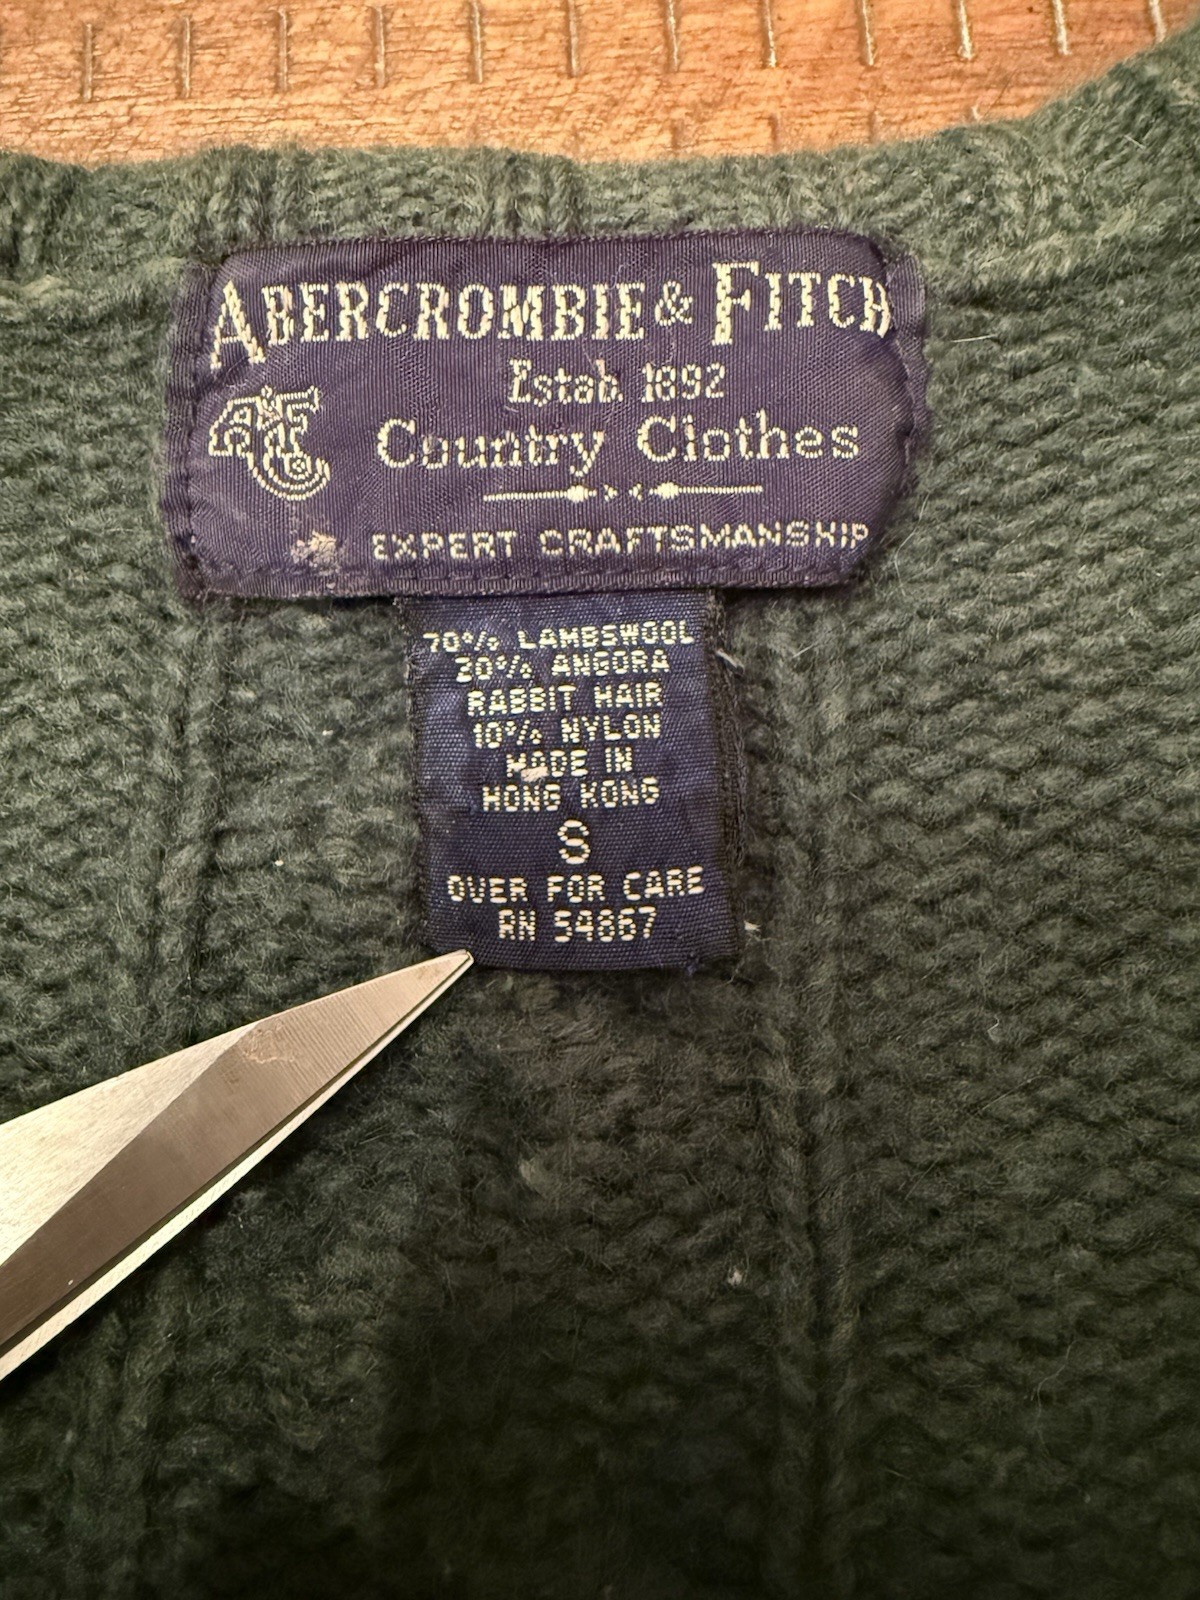 ABERCROMBIE & FITCH
Estab. 1892
Country Clothes
EXPERT CRAFTSMANSHIP
70% LAMBSWOOL
20% ANGORA
RABBIT HAIR
10% NYLON
MADE IN
HONG KONG
S
OVER FOR CARE
RN 54867